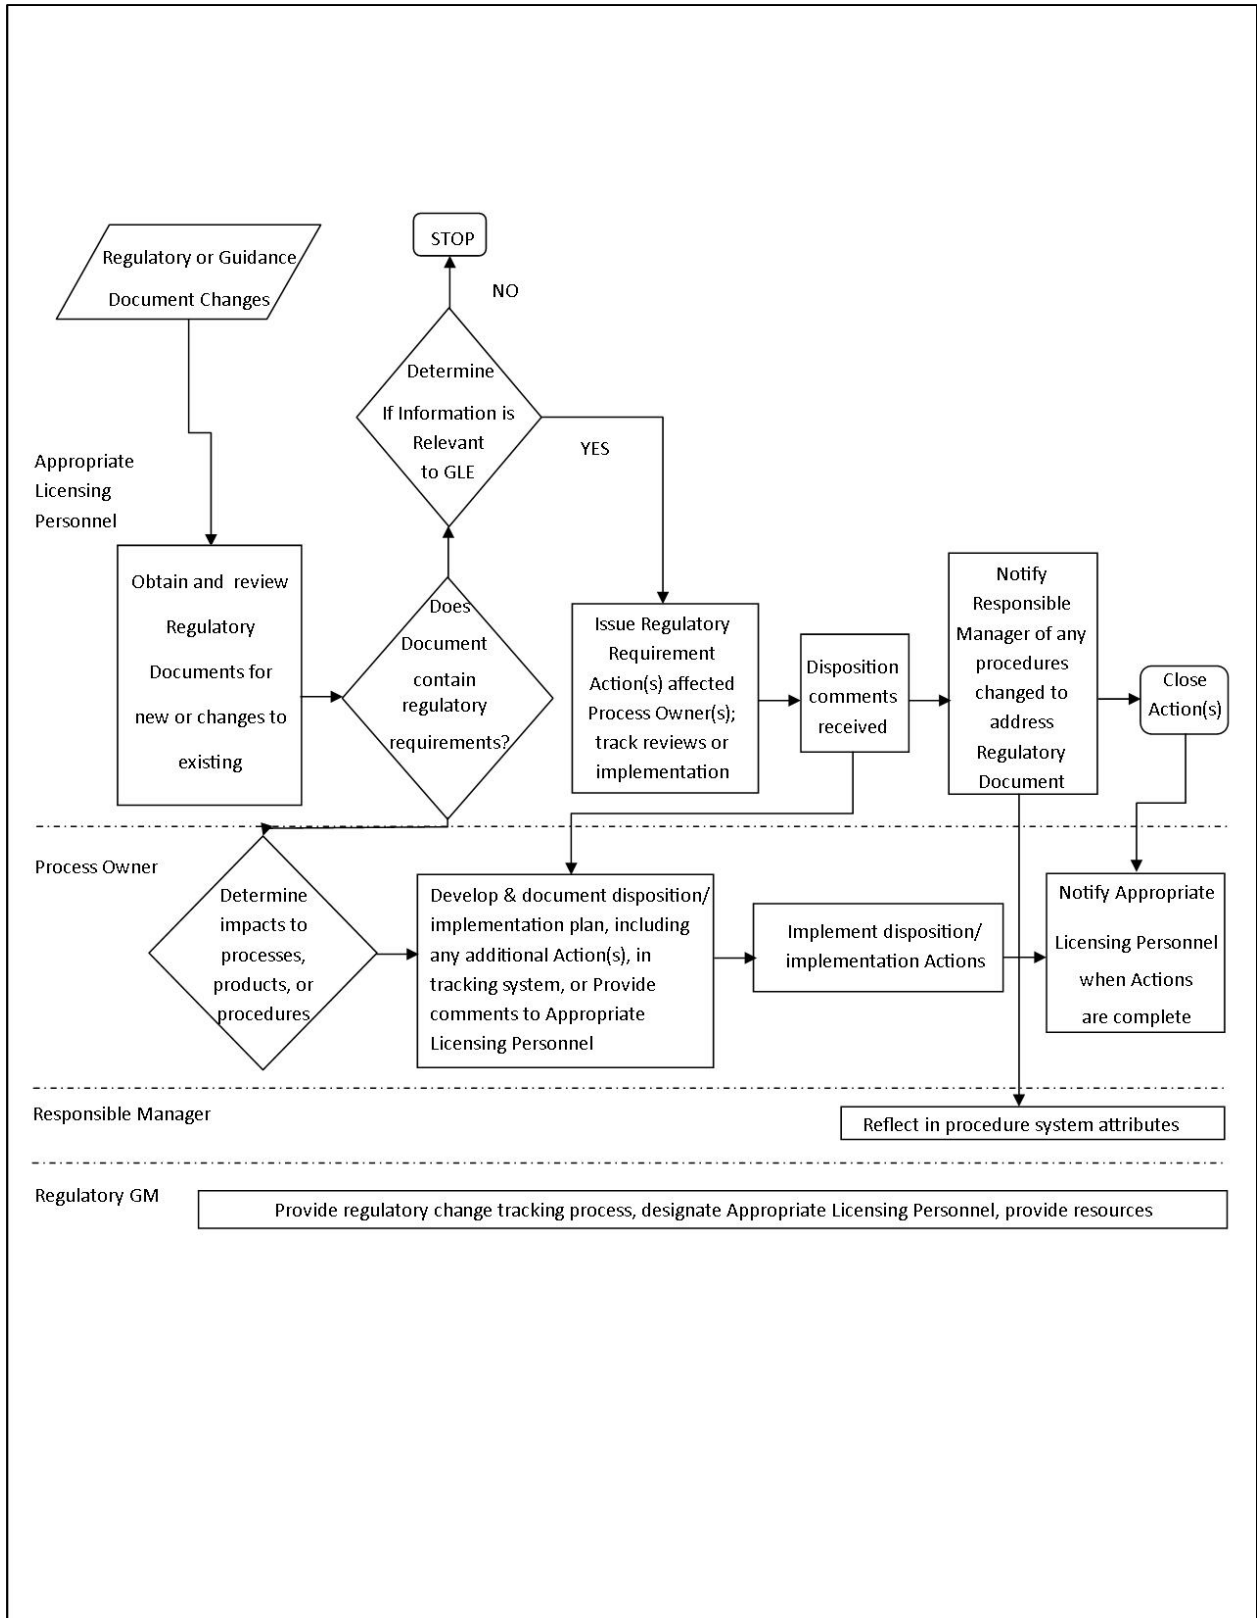 Regulatory or Guidance
Document Changes
STOP
NO
Determine
If Information is
Relevant
to GLE
YES
Appropriate
Licensing
Personnel
Obtain and review
Regulatory
Documents for
new or changes to
existing
Does
Document
contain
regulatory
requirements?
Issue Regulatory
Requirement
Action(s) affected
Process Owner(s);
track reviews or
implementation
Disposition
comments
received
Notify
Responsible
Manager of any
procedures
changed to
address
Regulatory
Document
Close
Action(s)
Process Owner
Determine
impacts to
processes,
products, or
procedures
Develop & document disposition/
implementation plan, including
any additional Action(s), in
tracking system, or Provide
comments to Appropriate
Licensing Personnel
Implement disposition/
implementation Actions
Notify Appropriate
Licensing Personnel
when Actions
are complete
Responsible Manager
Reflect in procedure system attributes
Regulatory GM
Provide regulatory change tracking process, designate Appropriate Licensing Personnel, provide resources